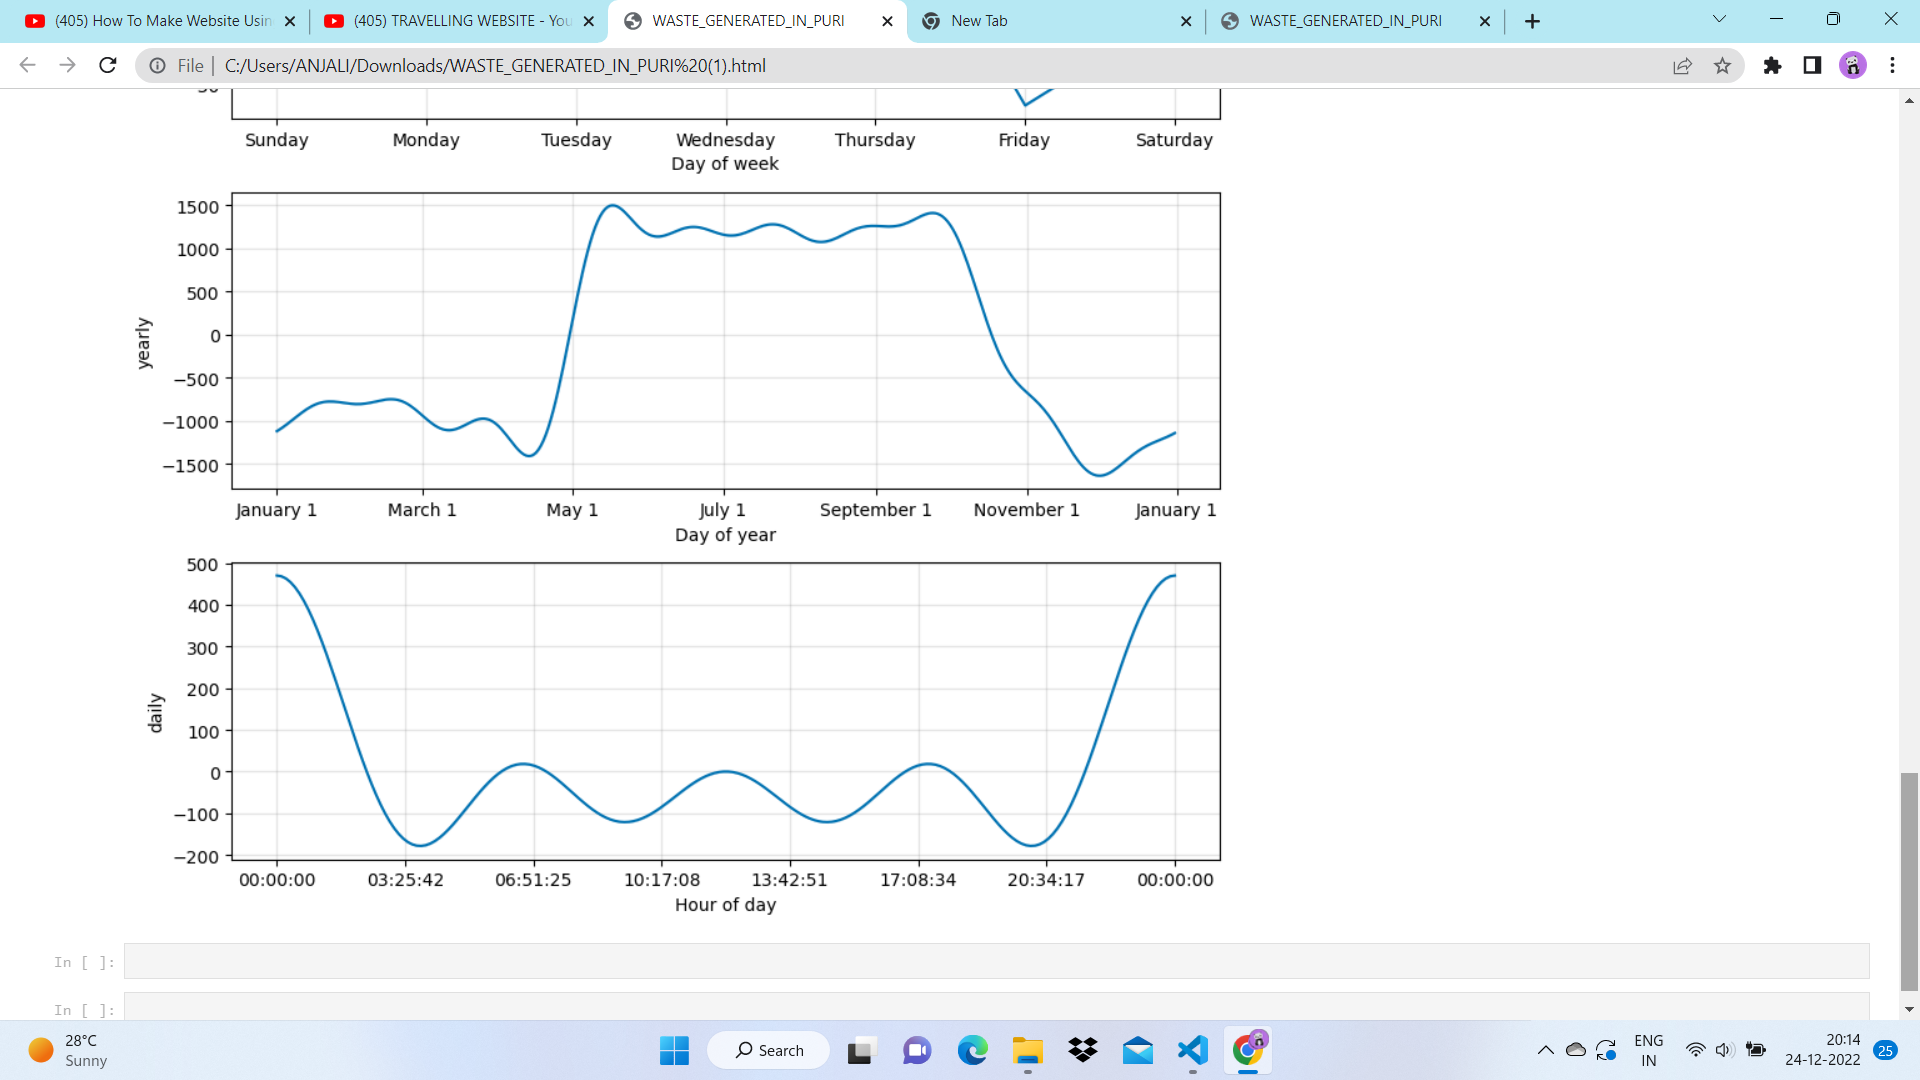 (405) How To Make Website Usin
(405) TRAVELLING WEBSITE - You
WASTE_GENERATED_IN_PURI
New Tab
WASTE_GENERATED_IN_PURI
File | C:/Users/ANJALI/Downloads/WASTE_GENERATED_IN_PURI%20(1).html
Sunday Monday Tuesday Wednesday Thursday Friday Saturday
Day of week
1500
1000
500
0
−500
−1000
−1500
yearly
January 1 March 1 May 1 July 1 September 1 November 1 January 1
Day of year
500
400
300
200
100
0
−100
−200
daily
00:00:00 03:25:42 06:51:25 10:17:08 13:42:51 17:08:34 20:34:17 00:00:00
Hour of day
In [ ]:
In [ ]:
28°C
Sunny
Search
ENG
IN
20:14
24-12-2022
25